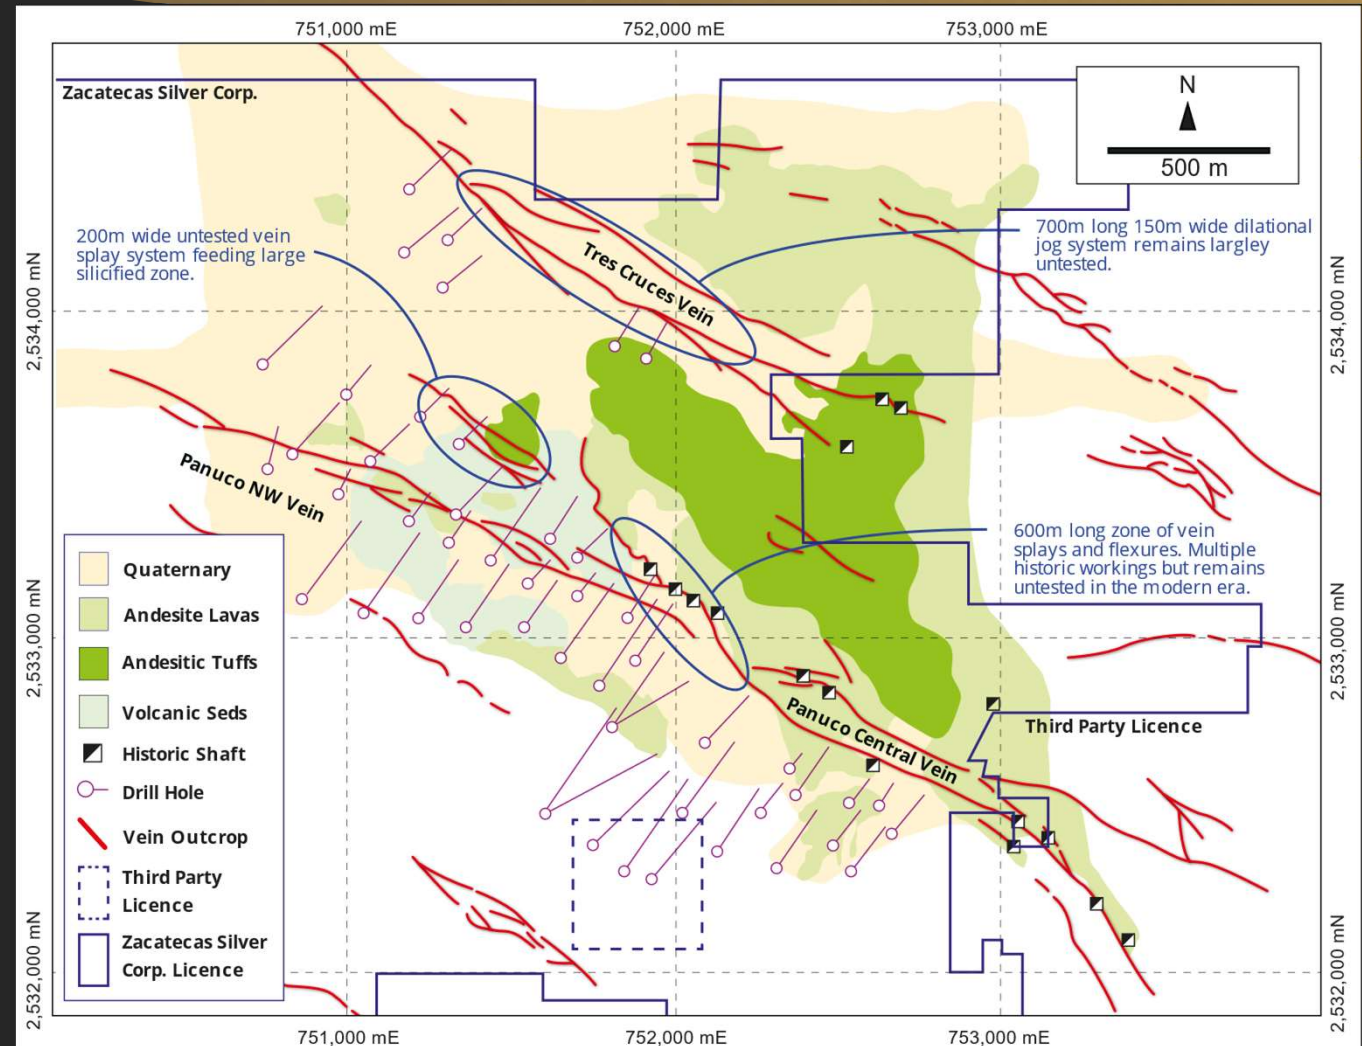 751,000 mE
752,000 mE
753,000 mE
Zacatecas Silver Corp.
N
500 m
200m wide untested vein
splay system feeding large
silicified zone.
700m long 150m wide dilational
jog system remains largley
untested.
Tres Cruces Vein
2,534,000 mN
2,534,000 mN
Panuco NW Vein
600m long zone of vein
splays and flexures. Multiple
historic workings but remains
untested in the modern era.
2,533,000 mN
2,533,000 mN
Panuco Central Vein
Third Party Licence
Quaternary
Andesite Lavas
Andesitic Tuffs
Volcanic Seds
Historic Shaft
Drill Hole
Vein Outcrop
Third Party
Licence
Zacatecas Silver
Corp. Licence
2,532,000 mN
2,532,000 mN
751,000 mE
752,000 mE
753,000 mE